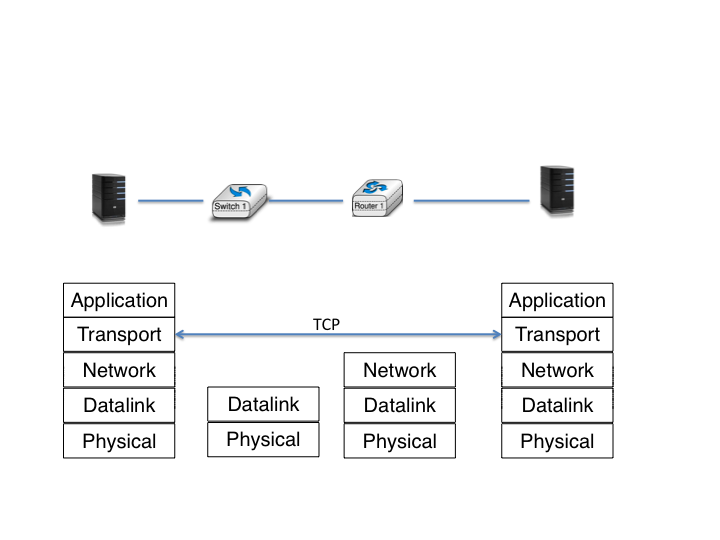 Switch 1
Router 1
Application
Application
TCP
Transport
Transport
Network
Network
Network
Datalink
Datalink
Datalink
Datalink
Physical
Physical
Physical
Physical